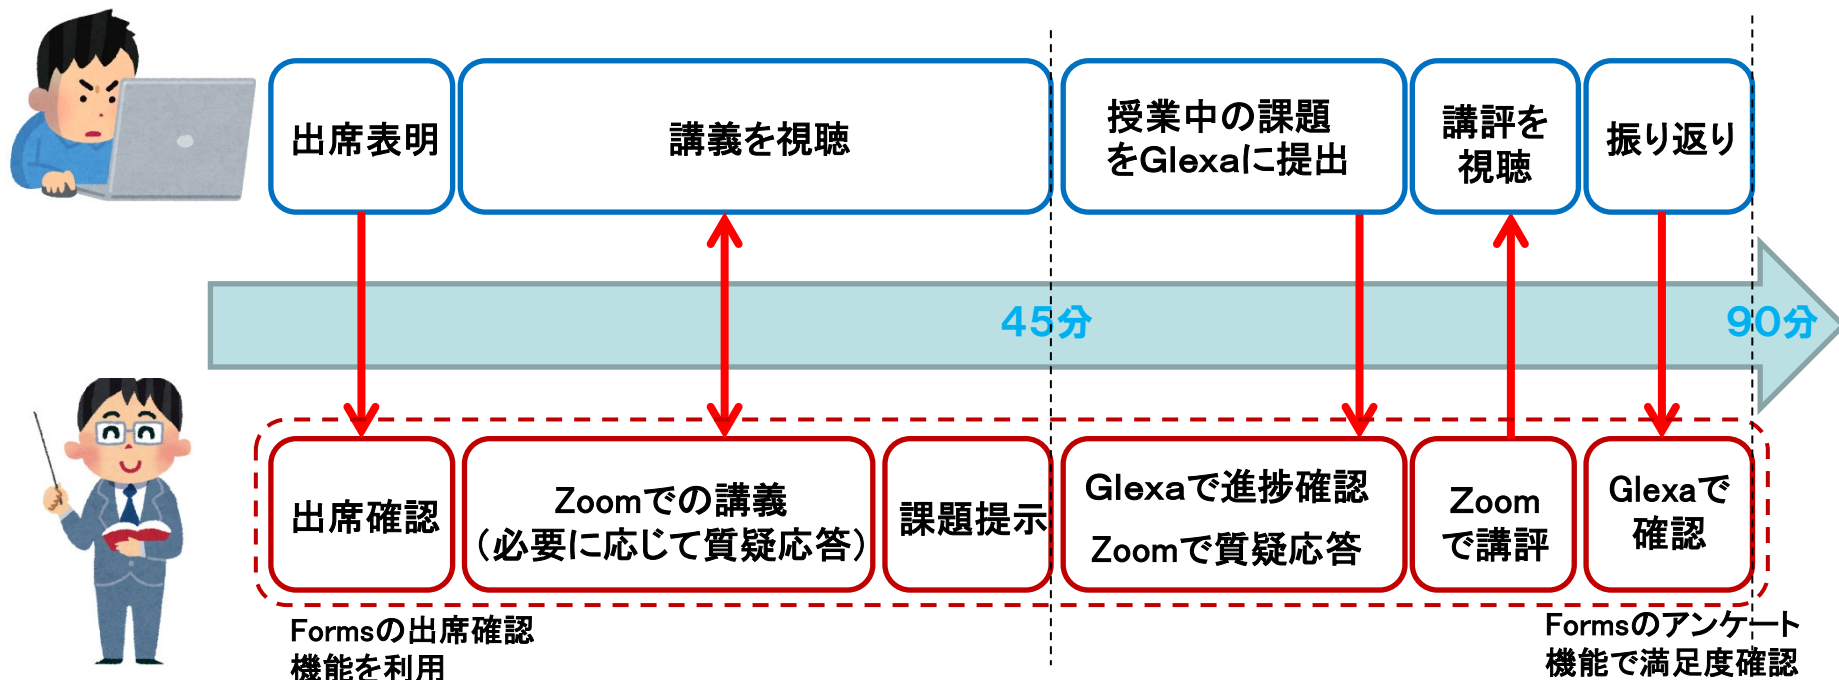 出席表明
講義を視聴
授業中の課題
をGlexaに提出
講評を
視聴
振り返り
45分
90分
出席確認
Zoomでの講義
(必要に応じて質疑応答)
課題提示
Glexaで進捗確認
Zoomで質疑応答
Zoom
で講評
Glexaで
確認
Formsの出席確認
機能を利用
Formsのアンケート
機能で満足度確認